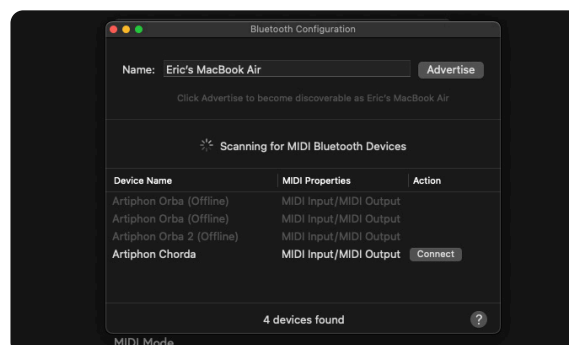 Bluetooth Configuration
Name: Eric's MacBook Air Advertise
Click Advertise to become discoverable as Eric's MacBook Air
Scanning for MIDI Bluetooth Devices
Device Name MIDI Properties Action
Artiphon Orba (Offline) MIDI Input/MIDI Output
Artiphon Orba (Offline) MIDI Input/MIDI Output
Artiphon Orba 2 (Offline) MIDI Input/MIDI Output
Artiphon Chorda MIDI Input/MIDI Output Connect
4 devices found ?
MIDI Mode